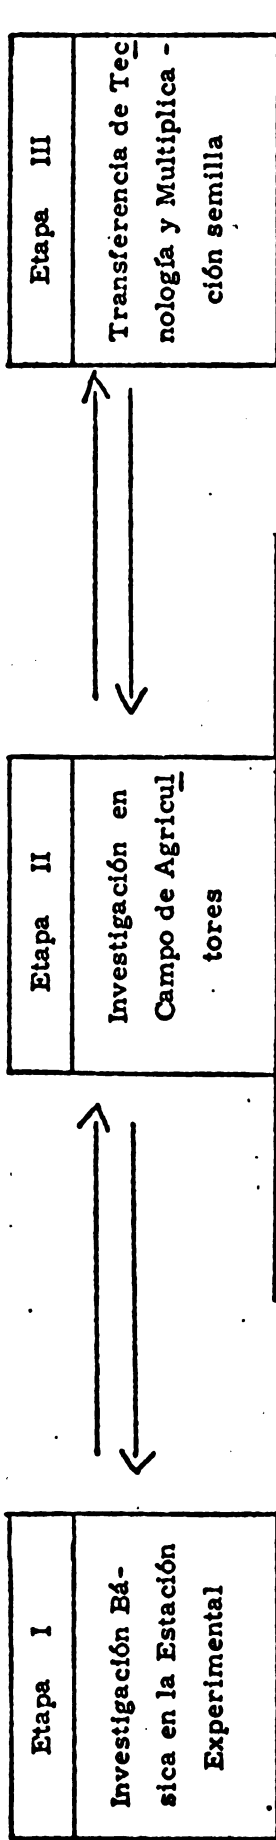 Etapa I
Investigación Bá-
sica en la Estación
Experimental
Etapa II
Investigación en
Campo de Agricul
tores
Etapa III
Transferencia de Tec
nología y Multiplica -
ción semilla